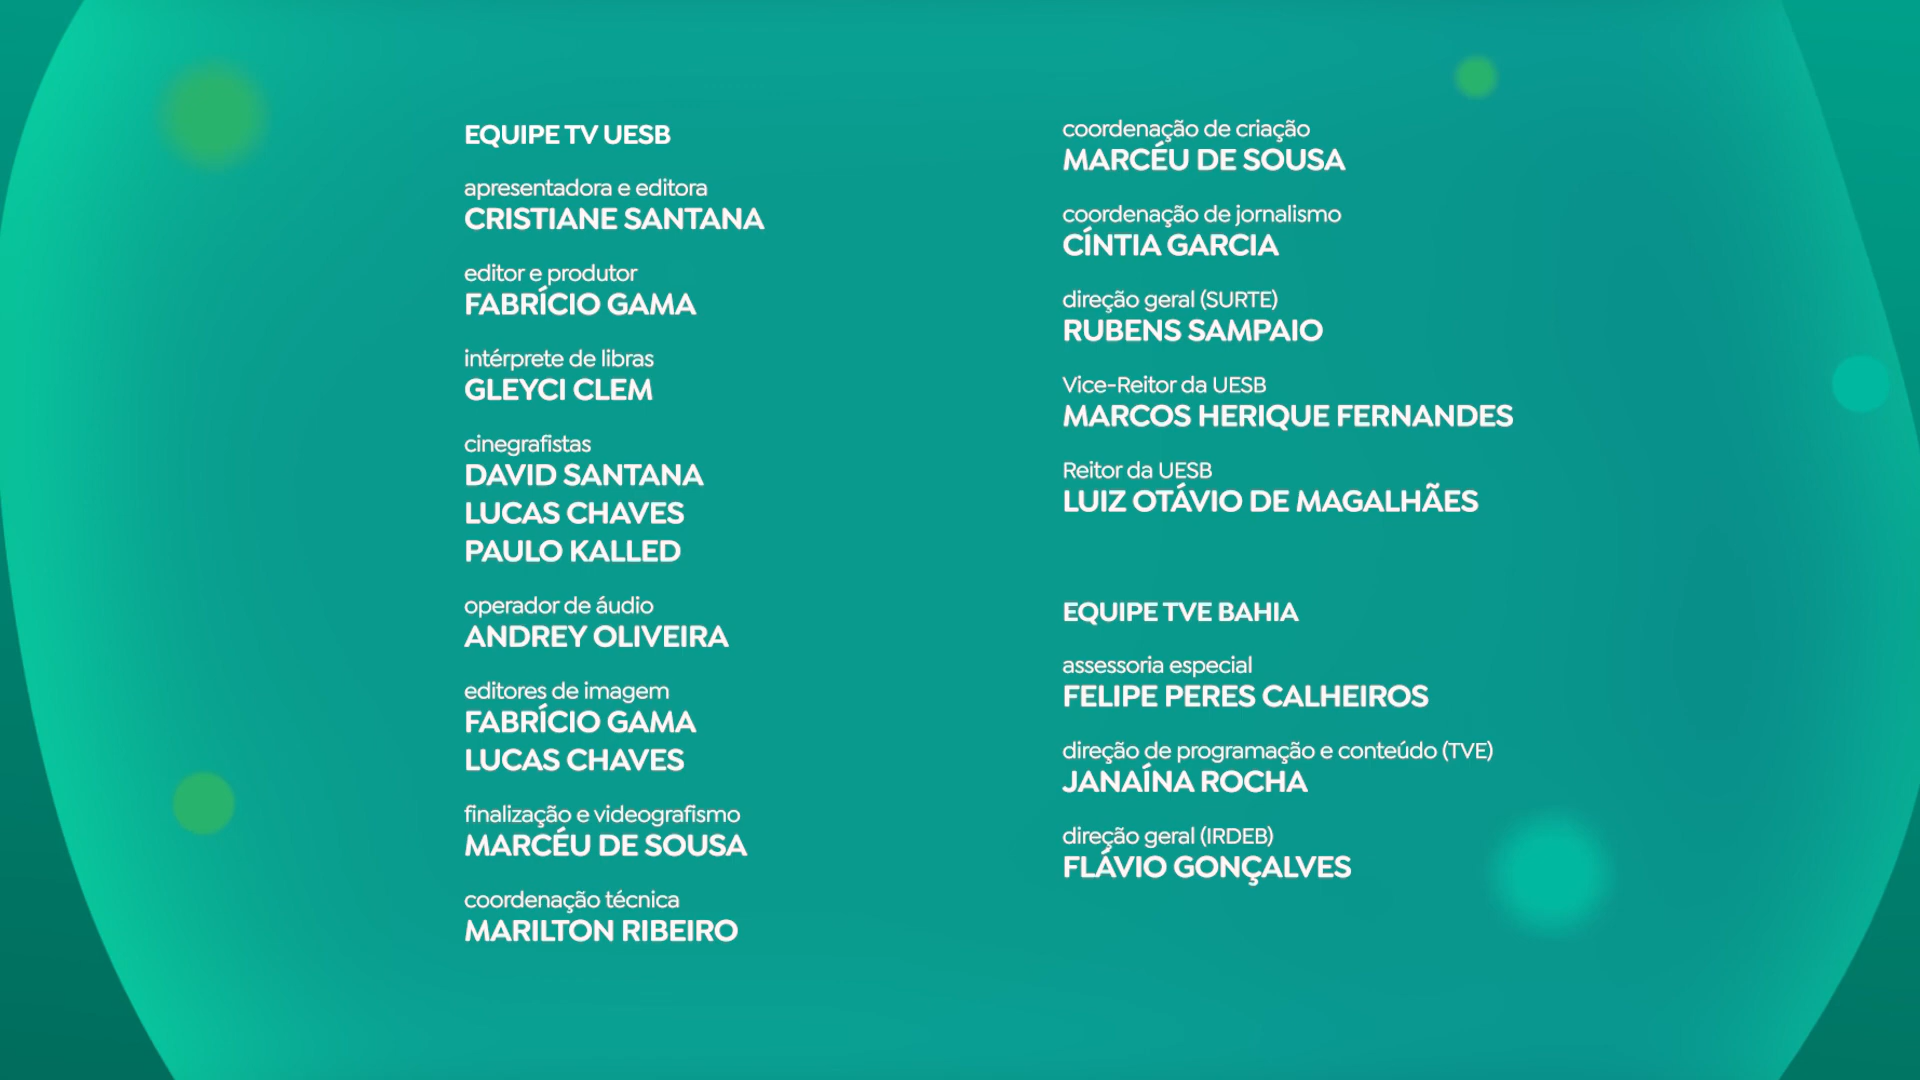 EQUIPE TV UESB
apresentadora e editora
CRISTIANE SANTANA
editor e produtor
FABRÍCIO GAMA
intérprete de libras
GLEYCI CLEM
cinegrafistas
DAVID SANTANA
LUCAS CHAVES
PAULO KALLED
operador de áudio
ANDREY OLIVEIRA
editores de imagem
FABRÍCIO GAMA
LUCAS CHAVES
finalização e videografismo
MARCÉU DE SOUSA
coordenação técnica
MARILTON RIBEIRO
coordenação de criação
MARCÉU DE SOUSA
coordenação de jornalismo
CÍNTIA GARCIA
direção geral (SURTE)
RUBENS SAMPAIO
Vice-Reitor da UESB
MARCOS HERIQUE FERNANDES
Reitor da UESB
LUIZ OTÁVIO DE MAGALHÃES
EQUIPE TVE BAHIA
assessoria especial
FELIPE PERES CALHEIROS
direção de programação e conteúdo (TVE)
JANAÍNA ROCHA
direção geral (IRDEB)
FLÁVIO GONÇALVES